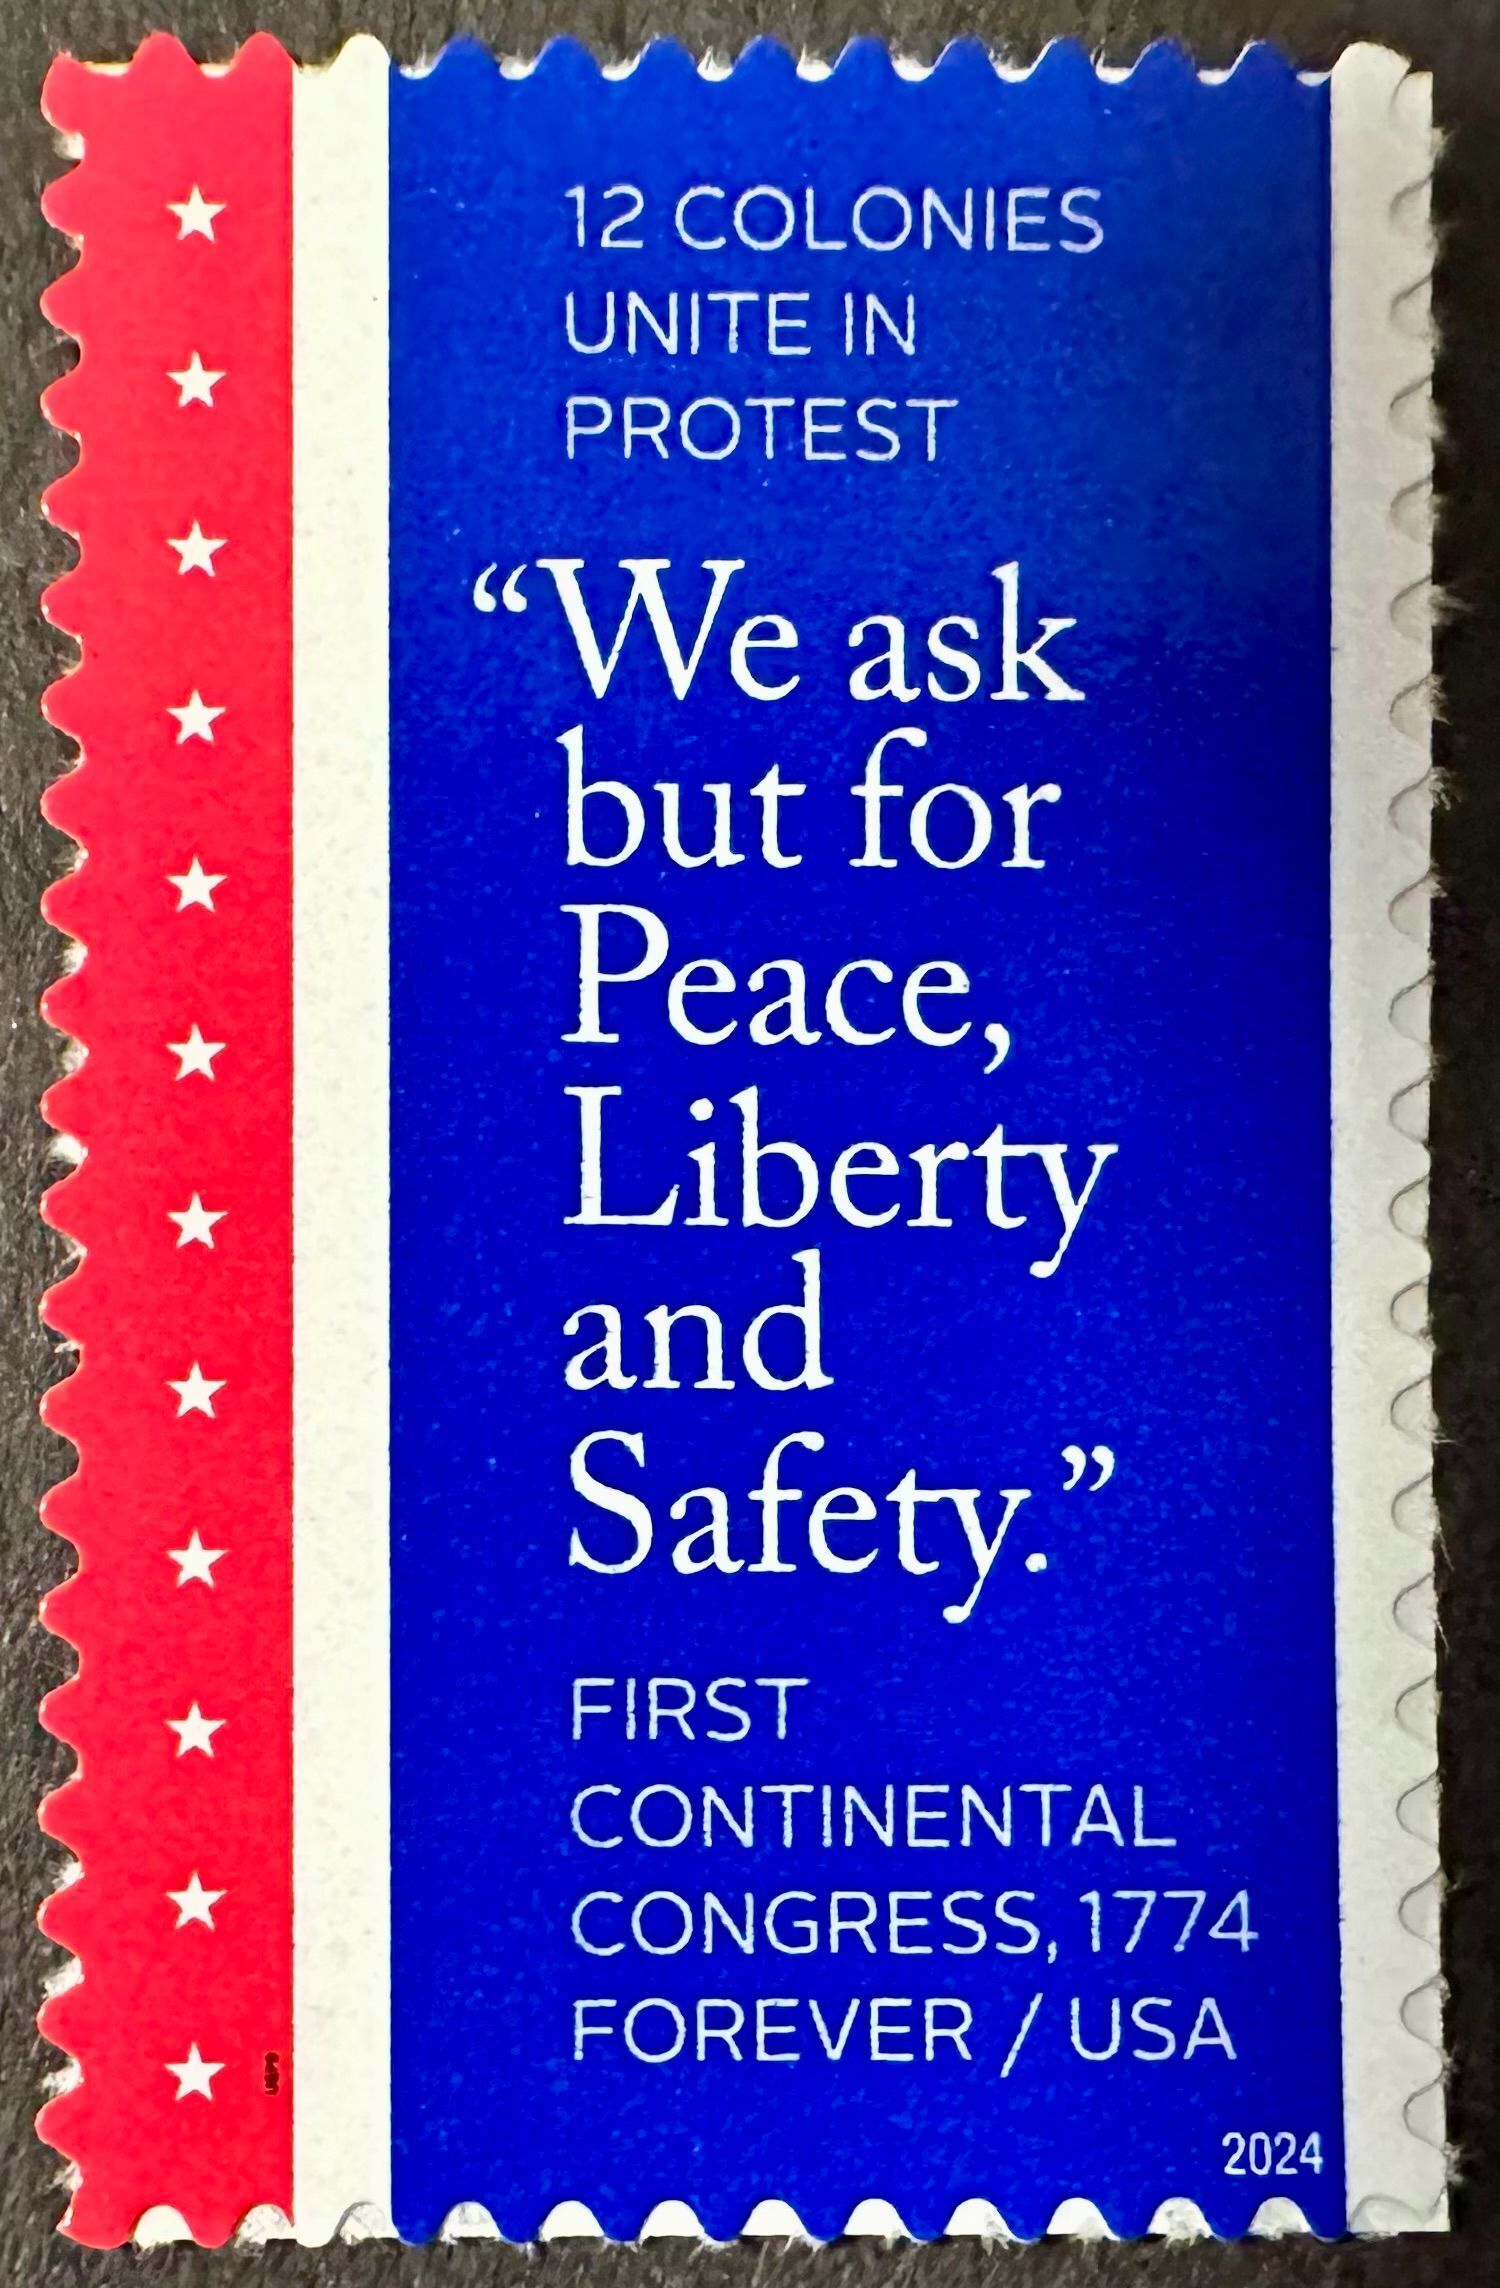 12 COLONIES
UNITE IN
PROTEST
“We ask
but for
Peace,
Liberty
and
Safety.”
FIRST
CONTINENTAL
CONGRESS, 1774
FOREVER / USA
2024
USPS